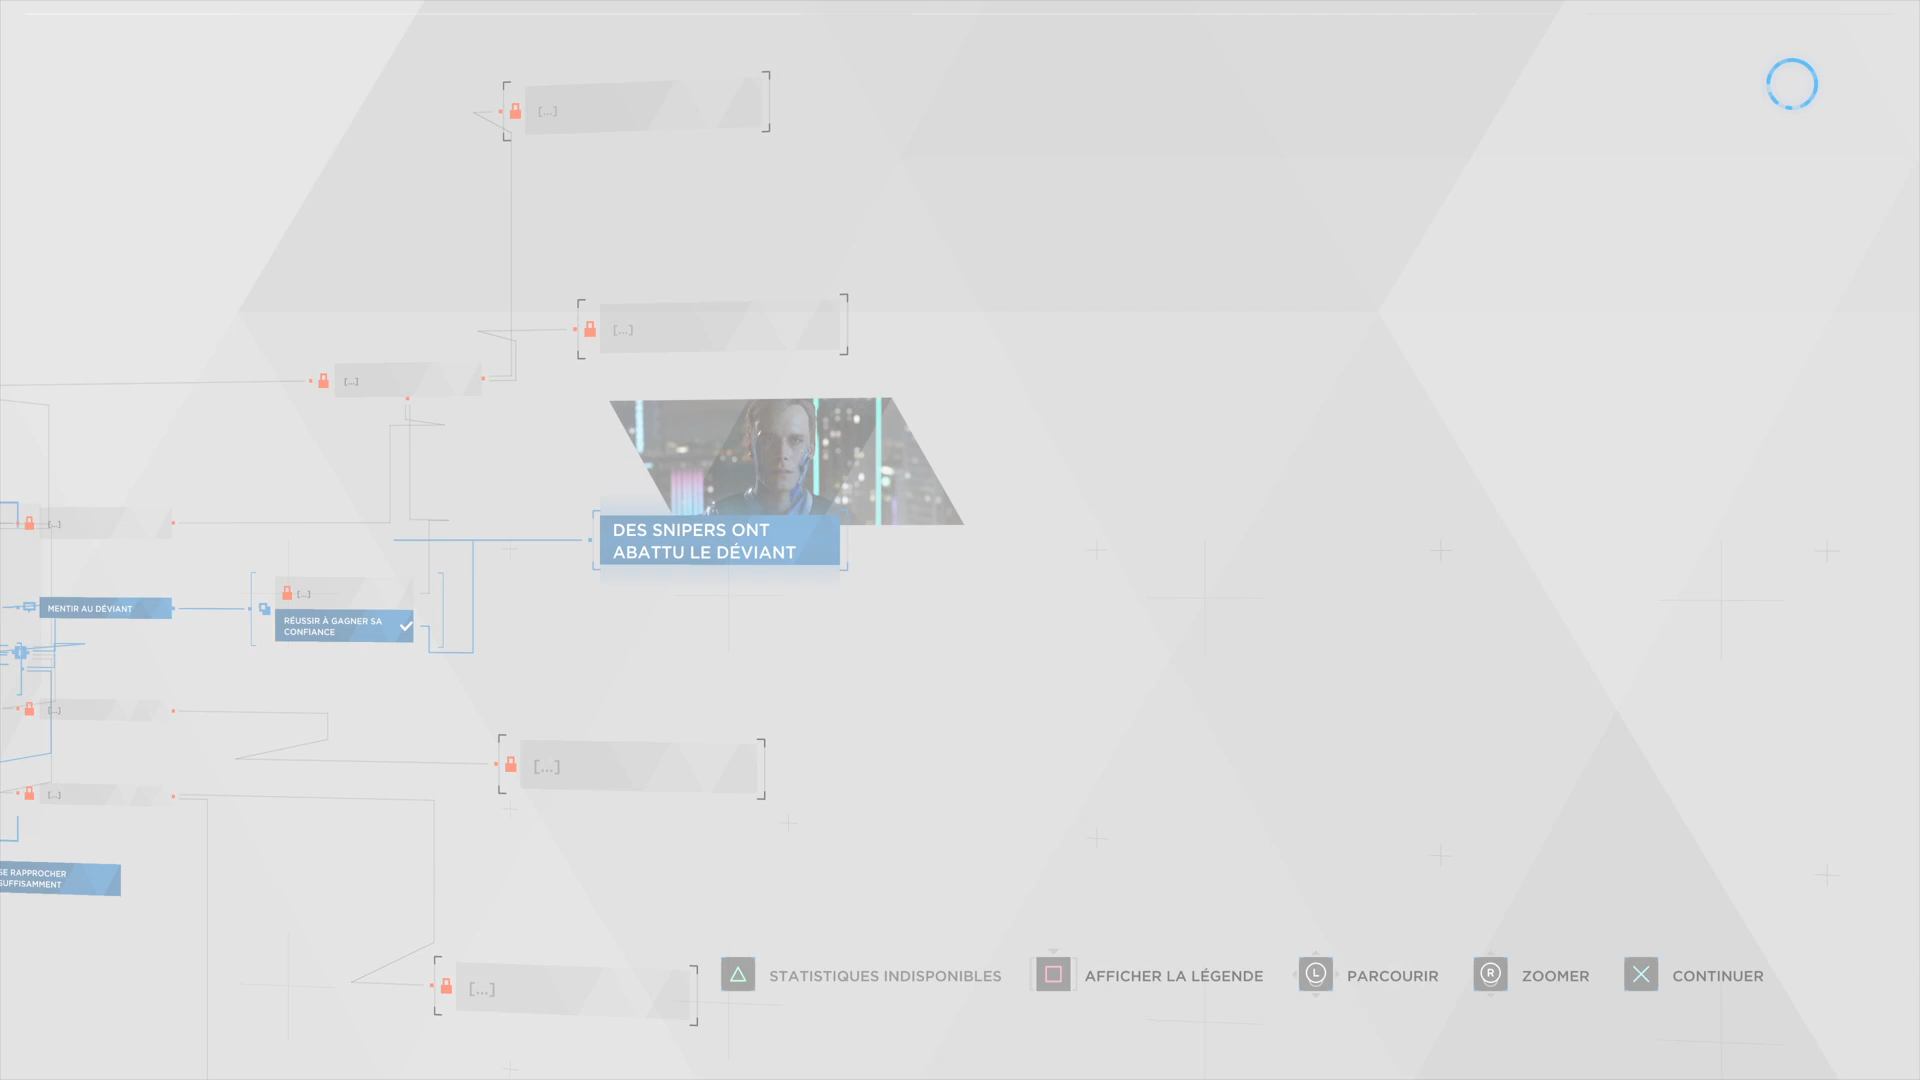 [...]
[...]
[...]
DES SNIPERS ONT
ABATTU LE DÉVIANT
[...]
[...]
MENTIR AU DÉVIANT
RÉUSSIR À GAGNER SA
CONFIANCE
[...]
[...]
[...]
SE RAPPROCHER
SUFFISAMMENT
[...]
STATISTIQUES INDISPONIBLES
AFFICHER LA LÉGENDE
L
PARCOURIR
R
ZOOMER
CONTINUER